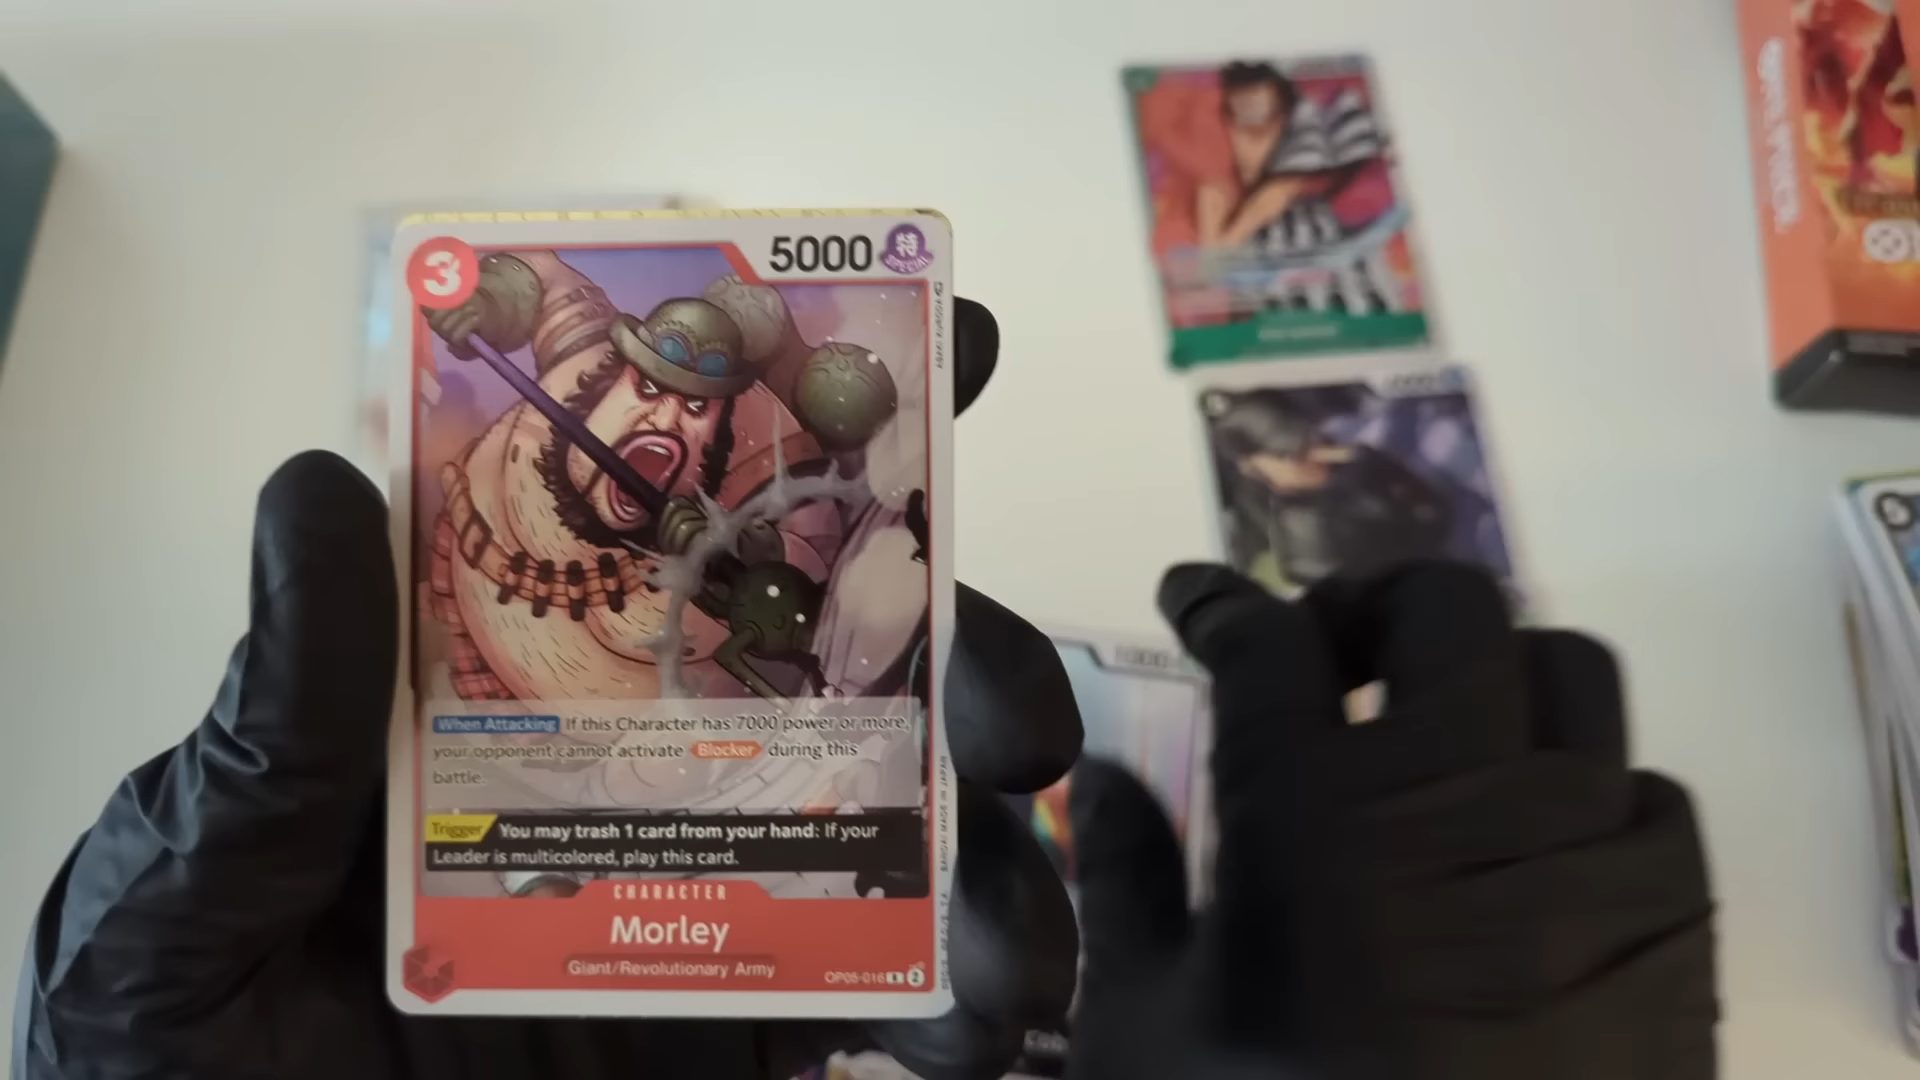 3
5000
SPECIAL
When Attacking If this Character has 7000 power or more,
your opponent cannot activate Blocker during this
battle.
Trigger You may trash 1 card from your hand: If your
Leader is multicolored, play this card.
CHARACTER
Morley
Giant/Revolutionary Army
OP05-016 R 2